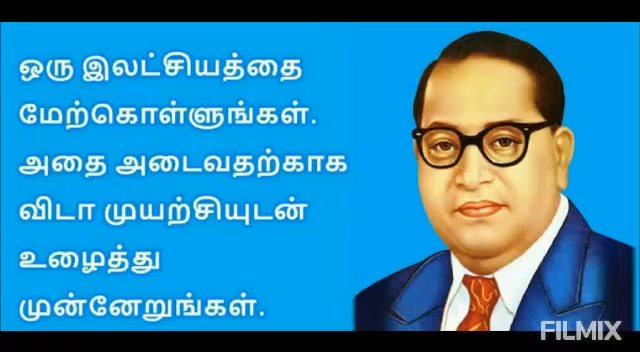 ஒரு இலட்சியத்தை
மேற்கொள்ளுங்கள்.
அதை அடைவதற்காக
விடா முயற்சியுடன்
உழைத்து
முன்னேறுங்கள்.
FILMIX